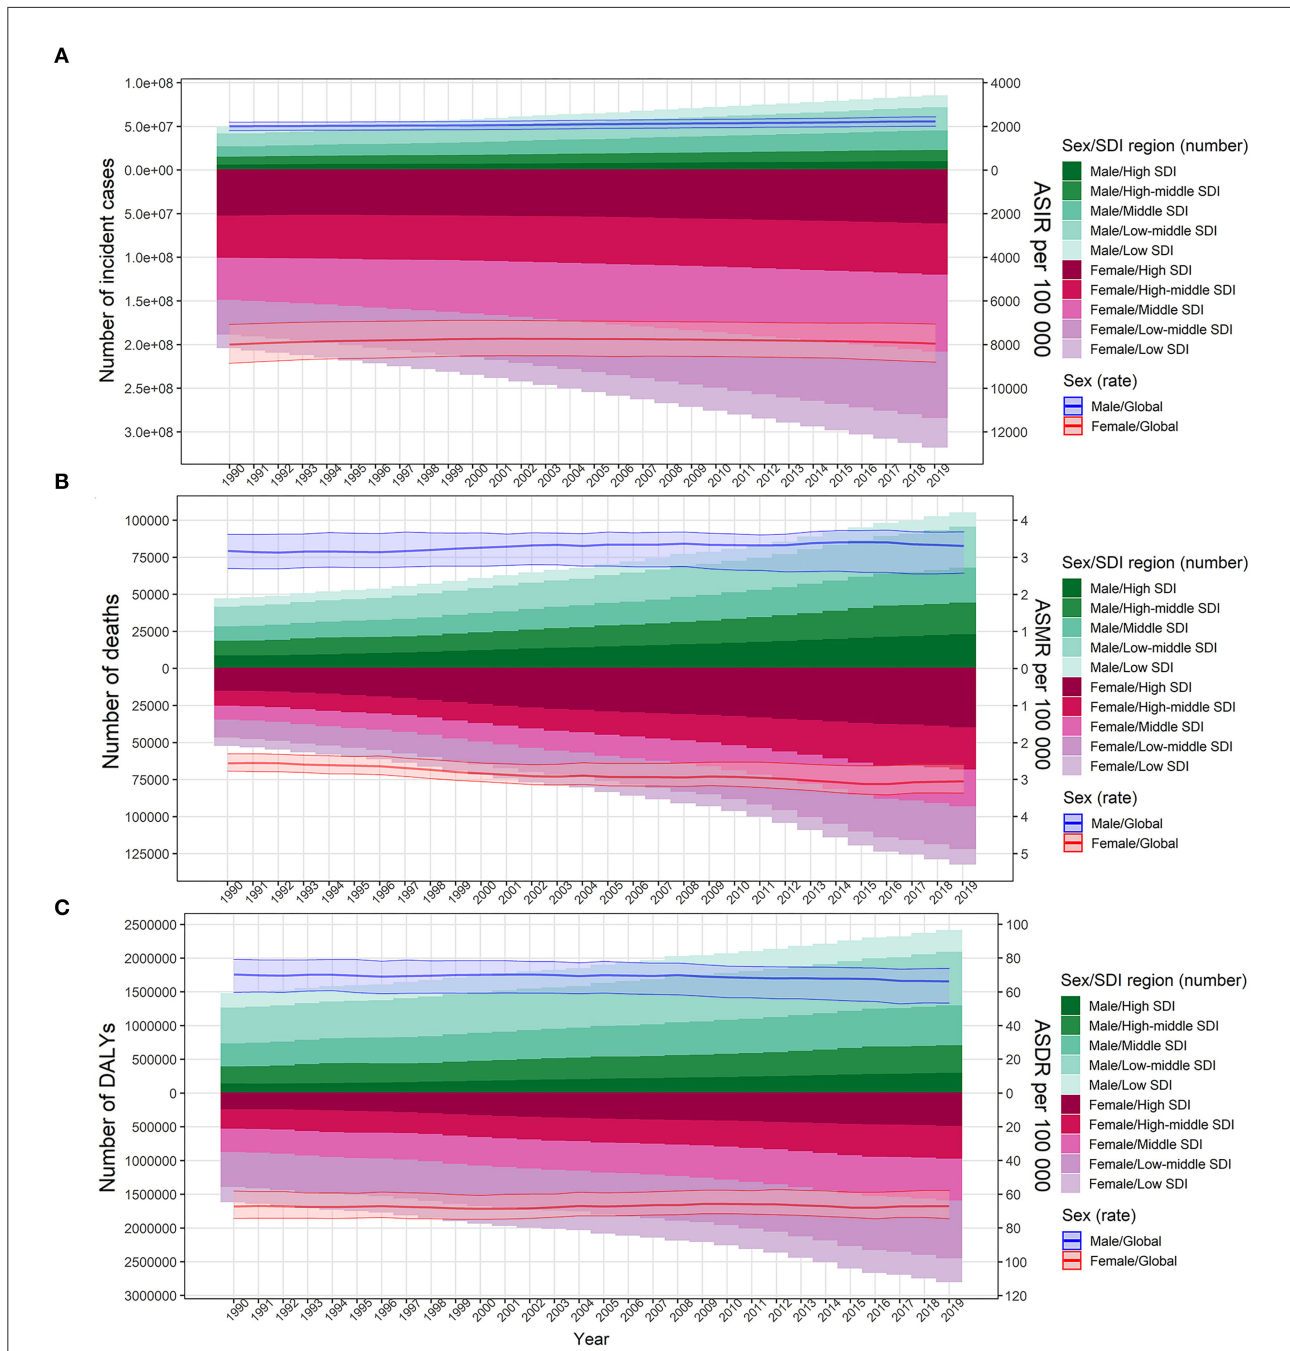 A
Number of incident cases
1.0e+08
5.0e+07
0.0e+00
5.0e+07
1.0e+08
1.5e+08
2.0e+08
2.5e+08
3.0e+08
4000
2000
0
2000
4000
6000
8000
10000
12000
ASIR per 100 000
1990 1991 1992 1993 1994 1995 1996 1997 1998 1999 2000 2001 2002 2003 2004 2005 2006 2007 2008 2009 2010 2011 2012 2013 2014 2015 2016 2017 2018 2019
Sex/SDI region (number)
Male/High SDI
Male/High-middle SDI
Male/Middle SDI
Male/Low-middle SDI
Male/Low SDI
Female/High SDI
Female/High-middle SDI
Female/Middle SDI
Female/Low-middle SDI
Female/Low SDI
Sex (rate)
Male/Global
Female/Global
B
Number of deaths
100000
75000
50000
25000
0
25000
50000
75000
100000
125000
4
3
2
1
0
1
2
3
4
5
ASMR per 100 000
1990 1991 1992 1993 1994 1995 1996 1997 1998 1999 2000 2001 2002 2003 2004 2005 2006 2007 2008 2009 2010 2011 2012 2013 2014 2015 2016 2017 2018 2019
Sex/SDI region (number)
Male/High SDI
Male/High-middle SDI
Male/Middle SDI
Male/Low-middle SDI
Male/Low SDI
Female/High SDI
Female/High-middle SDI
Female/Middle SDI
Female/Low-middle SDI
Female/Low SDI
Sex (rate)
Male/Global
Female/Global
C
Number of DALYs
2500000
2000000
1500000
1000000
500000
0
500000
1000000
1500000
2000000
2500000
3000000
100
80
60
40
20
0
20
40
60
80
100
120
ASDR per 100 000
1990 1991 1992 1993 1994 1995 1996 1997 1998 1999 2000 2001 2002 2003 2004 2005 2006 2007 2008 2009 2010 2011 2012 2013 2014 2015 2016 2017 2018 2019
Year
Sex/SDI region (number)
Male/High SDI
Male/High-middle SDI
Male/Middle SDI
Male/Low-middle SDI
Male/Low SDI
Female/High SDI
Female/High-middle SDI
Female/Middle SDI
Female/Low-middle SDI
Female/Low SDI
Sex (rate)
Male/Global
Female/Global